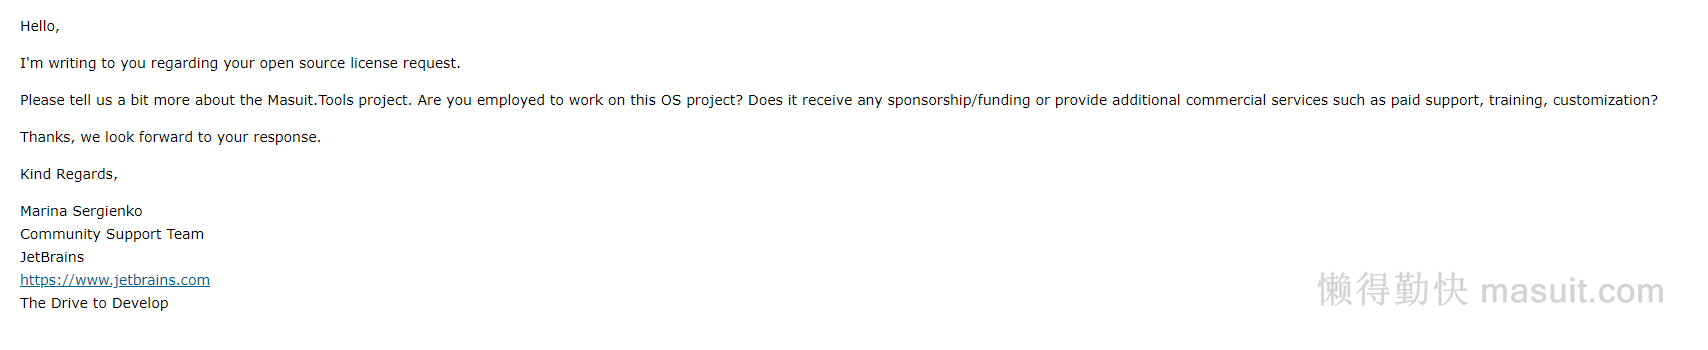 Hello,
I'm writing to you regarding your open source license request.
Please tell us a bit more about the Masuit.Tools project. Are you employed to work on this OS project? Does it receive any sponsorship/funding or provide additional commercial services such as paid support, training, customization?
Thanks, we look forward to your response.
Kind Regards,
Marina Sergienko
Community Support Team
JetBrains
https://www.jetbrains.com
The Drive to Develop
懒得勤快 masuit.com